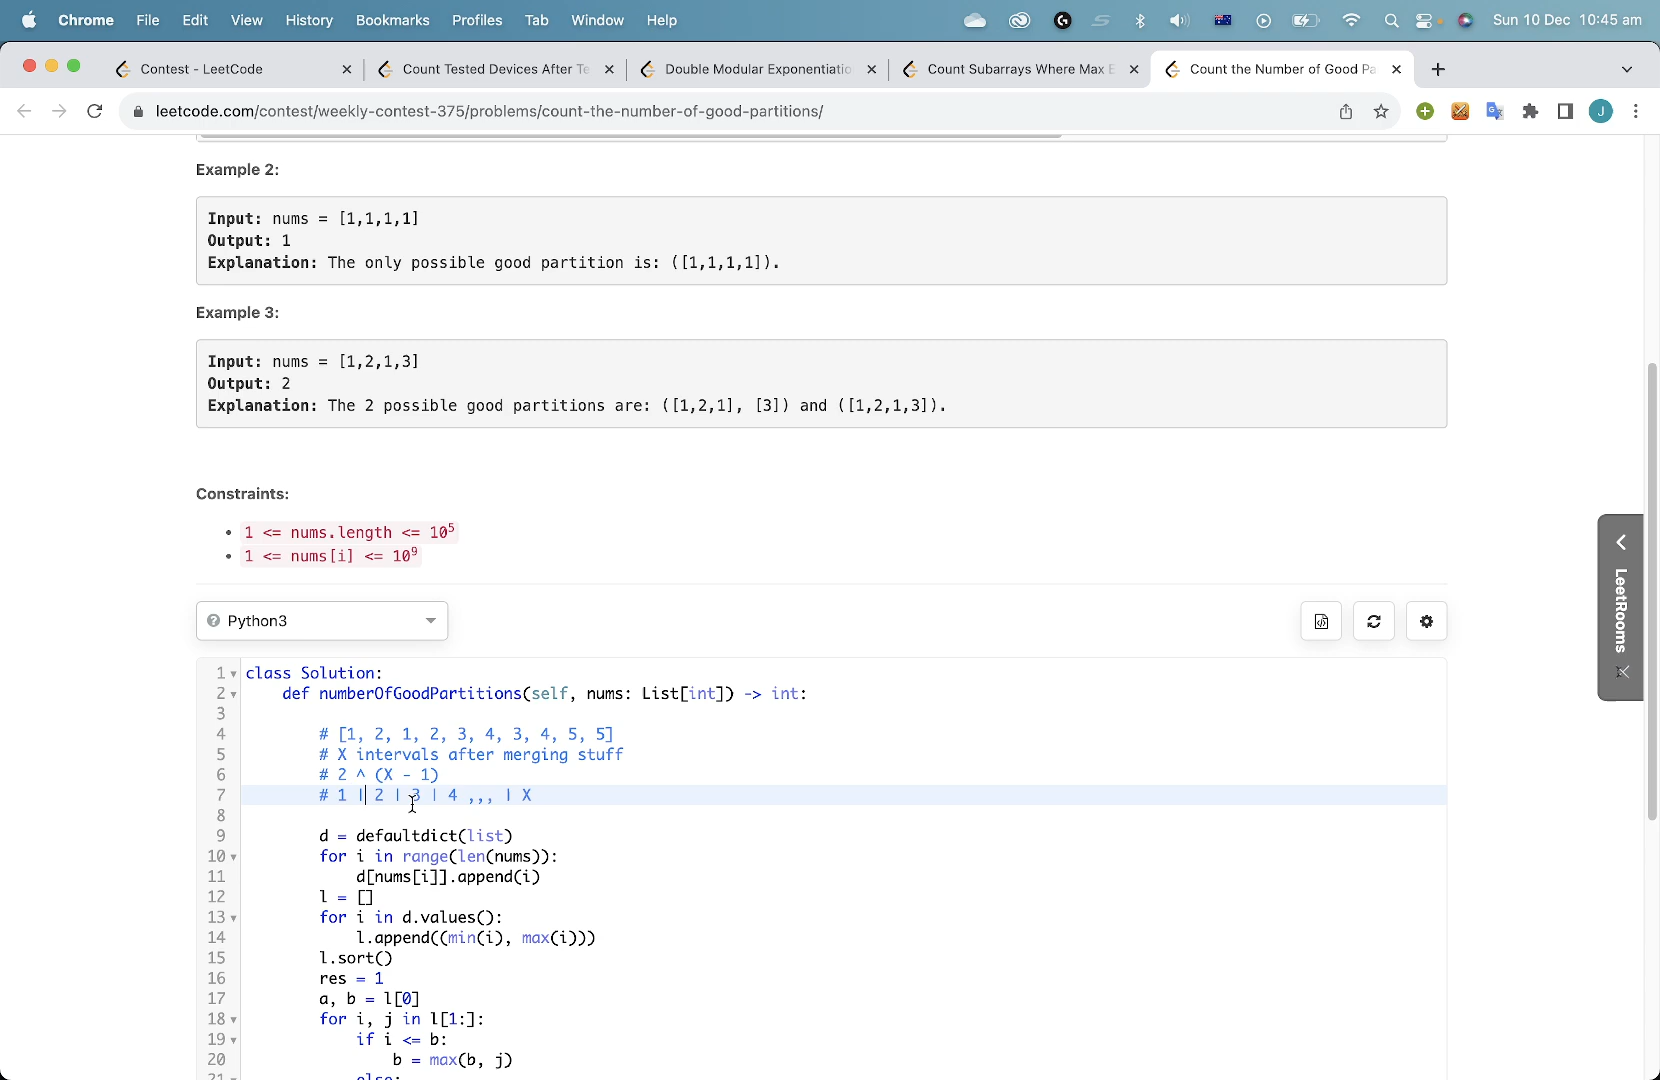 Chrome File Edit View History Bookmarks Profiles Tab Window Help Sun 10 Dec 10:45 am
Contest - LeetCode Count Tested Devices After Te Double Modular Exponentiatio Count Subarrays Where Max E Count the Number of Good Pa
leetcode.com/contest/weekly-contest-375/problems/count-the-number-of-good-partitions/ J
Example 2:
Input: nums = [1,1,1,1]
Output: 1
Explanation: The only possible good partition is: ([1,1,1,1]).
Example 3:
Input: nums = [1,2,1,3]
Output: 2
Explanation: The 2 possible good partitions are: ([1,2,1], [3]) and ([1,2,1,3]).
Constraints:
• 1 <= nums.length <= 10⁵
• 1 <= nums[i] <= 10⁹
LeetRooms
Python3
1 class Solution:
2 def numberOfGoodPartitions(self, nums: List[int]) -> int:
3
4 # [1, 2, 1, 2, 3, 4, 3, 4, 5, 5]
5 # X intervals after merging stuff
6 # 2 ^ (X - 1)
7 # 1 | 2 | 3 | 4 ,,, | X
8
9 d = defaultdict(list)
10 for i in range(len(nums)):
11 d[nums[i]].append(i)
12 l = []
13 for i in d.values():
14 l.append((min(i), max(i)))
15 l.sort()
16 res = 1
17 a, b = l[0]
18 for i, j in l[1:]:
19 if i <= b:
20 b = max(b, j)
21 else: